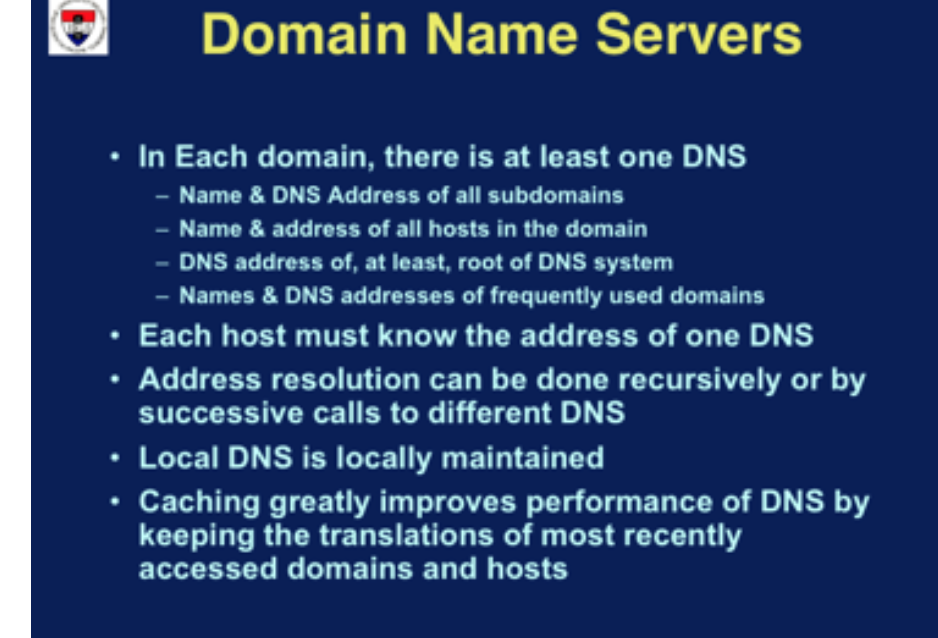 Domain Name Servers
• In Each domain, there is at least one DNS
– Name & DNS Address of all subdomains
– Name & address of all hosts in the domain
– DNS address of, at least, root of DNS system
– Names & DNS addresses of frequently used domains
• Each host must know the address of one DNS
• Address resolution can be done recursively or by
successive calls to different DNS
• Local DNS is locally maintained
• Caching greatly improves performance of DNS by
keeping the translations of most recently
accessed domains and hosts